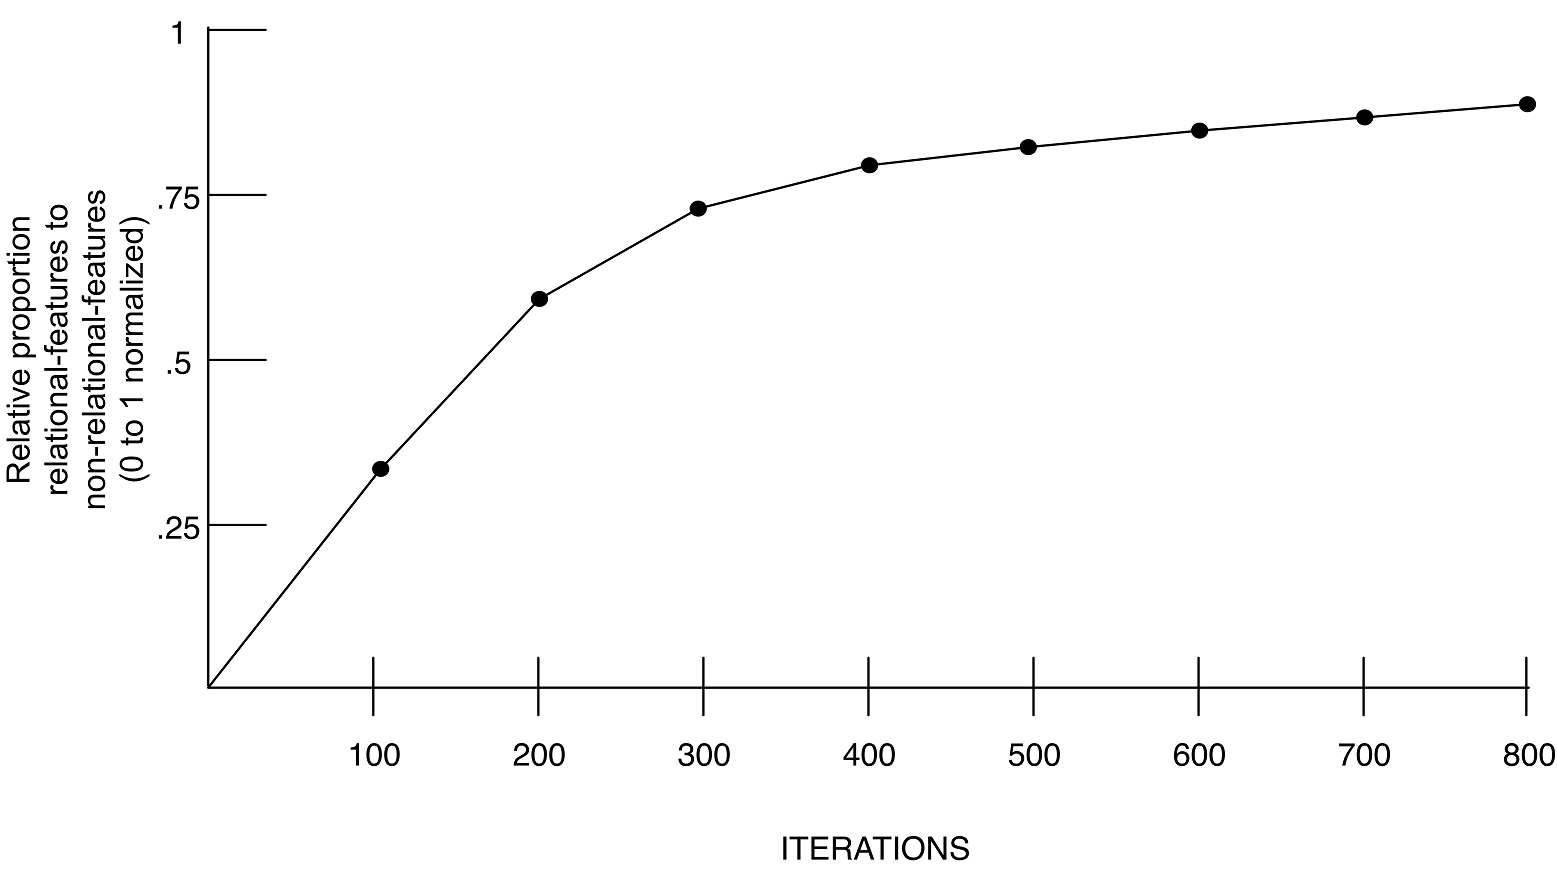 1
.75
.5
.25
Relative proportion
relational-features to
non-relational-features
(0 to 1 normalized)
100 200 300 400 500 600 700 800
ITERATIONS